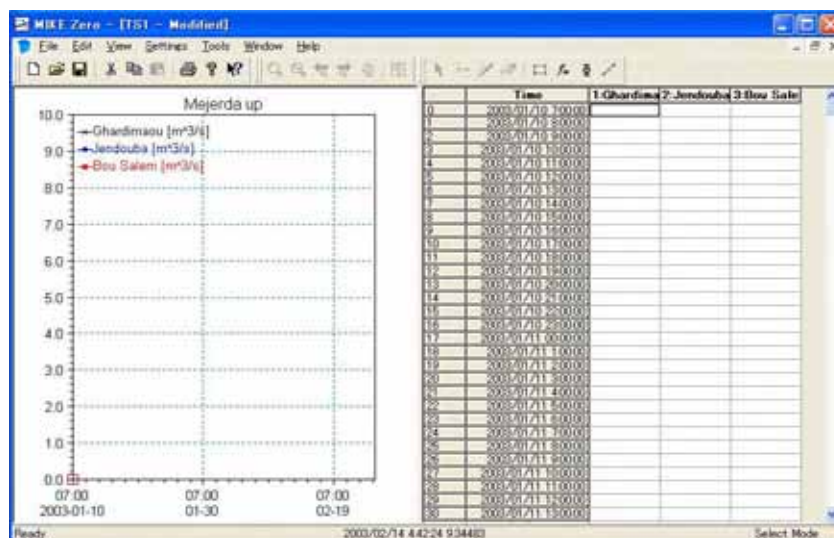 MIKE Zero - [TS1 - Modified]
File Edit View Settings Tools Window Help
Mejerda up
Ghardimaou [m^3/s]
Jendouba [m^3/s]
Bou Salem [m^3/s]
10.0
9.0
8.0
7.0
6.0
5.0
4.0
3.0
2.0
1.0
0.0
07:00 07:00 07:00
2003-01-10 01-30 02-19
Time 1:Ghardima 2:Jendouba 3:Bou Sale
0 2003/01/10 7:00:00
1 2003/01/10 8:00:00
2 2003/01/10 9:00:00
3 2003/01/10 10:00:00
4 2003/01/10 11:00:00
5 2003/01/10 12:00:00
6 2003/01/10 13:00:00
7 2003/01/10 14:00:00
8 2003/01/10 15:00:00
9 2003/01/10 16:00:00
10 2003/01/10 17:00:00
11 2003/01/10 18:00:00
12 2003/01/10 19:00:00
13 2003/01/10 20:00:00
14 2003/01/10 21:00:00
15 2003/01/10 22:00:00
16 2003/01/10 23:00:00
17 2003/01/11 00:00:00
18 2003/01/11 1:00:00
19 2003/01/11 2:00:00
20 2003/01/11 3:00:00
21 2003/01/11 4:00:00
22 2003/01/11 5:00:00
23 2003/01/11 6:00:00
24 2003/01/11 7:00:00
25 2003/01/11 8:00:00
26 2003/01/11 9:00:00
27 2003/01/11 10:00:00
28 2003/01/11 11:00:00
29 2003/01/11 12:00:00
30 2003/01/11 13:00:00
Ready 2003/02/14 4:42:24 9.34483 Select Mode